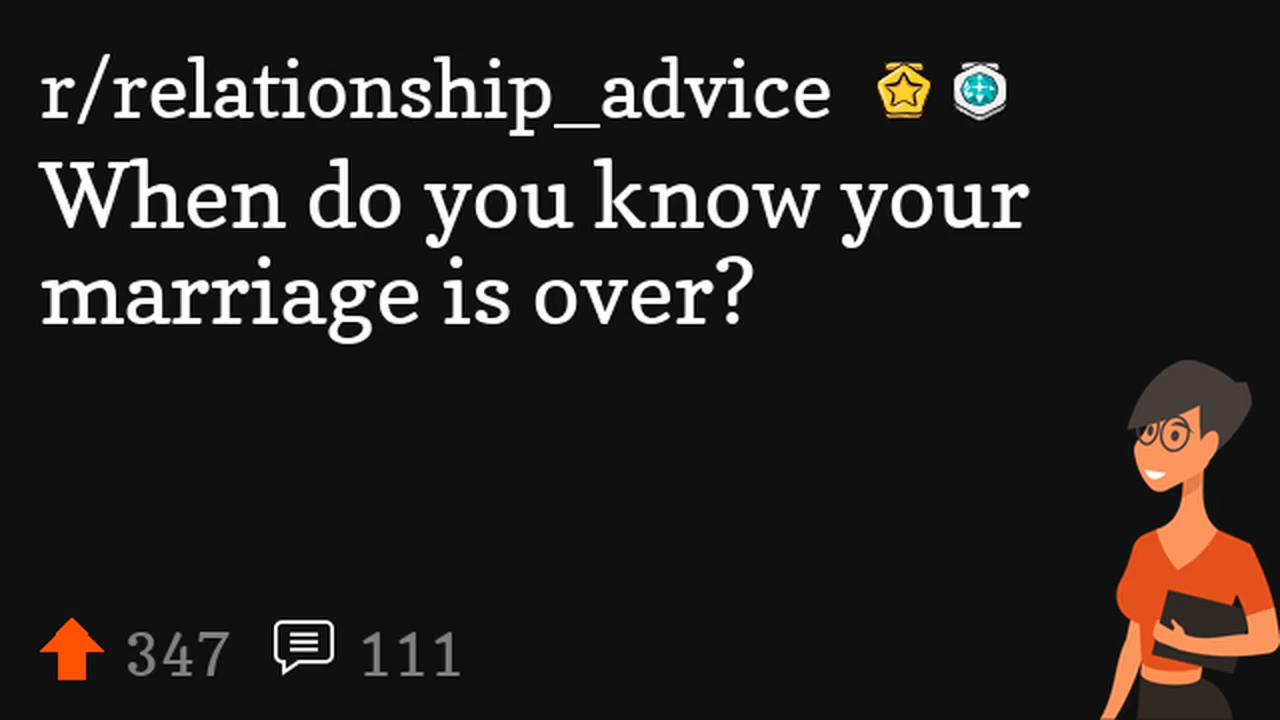 r/relationship_advice
When do you know your
marriage is over?
347 111